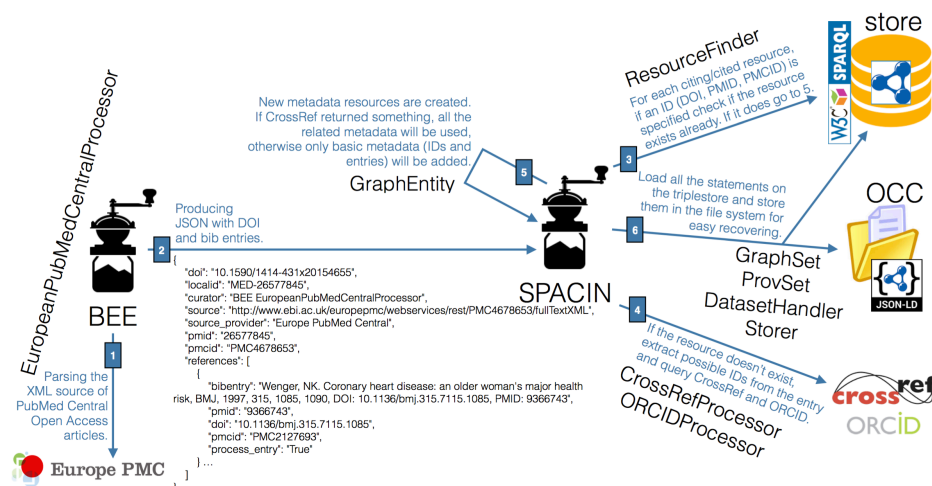 store
SPARQL
W3C
ResourceFinder
For each citing/cited resource,
if an ID (DOI, PMID, PMCID) is
specified check if the resource
exists already. If it does go to 5.
3
New metadata resources are created.
If CrossRef returned something, all the
related metadata will be used,
otherwise only basic metadata (IDs and
entries) will be added.
5
GraphEntity
EuropeanPubMedCentralProcessor
Producing
JSON with DOI
and bib entries.
2
BEE
SPACIN
Load all the statements on
the triplestore and store
them in the file system for
easy recovering.
6
OCC
JSON-LD
GraphSet
ProvSet
DatasetHandler
Storer
{
"doi": "10.1590/1414-431x20154655",
"localid": "MED-26577845",
"curator": "BEE EuropeanPubMedCentralProcessor",
"source": "http://www.ebi.ac.uk/europepmc/webservices/rest/PMC4678653/fullTextXML",
"source_provider": "Europe PubMed Central",
"pmid": "26577845",
"pmcid": "PMC4678653",
"references": [
{
"bibentry": "Wenger, NK. Coronary heart disease: an older woman's major health
risk, BMJ, 1997, 315, 1085, 1090, DOI: 10.1136/bmj.315.7115.1085, PMID: 9366743",
"pmid": "9366743",
"doi": "10.1136/bmj.315.7115.1085",
"pmcid": "PMC2127693",
"process_entry": "True"
} ...
]
}
1
Parsing the
XML source of
PubMed Central
Open Access
articles.
Europe PMC
4
If the resource doesn't exist,
extract possible IDs from the entry
and query CrossRef and ORCID.
CrossRefProcessor
ORCIDProcessor
crossref
ORCID